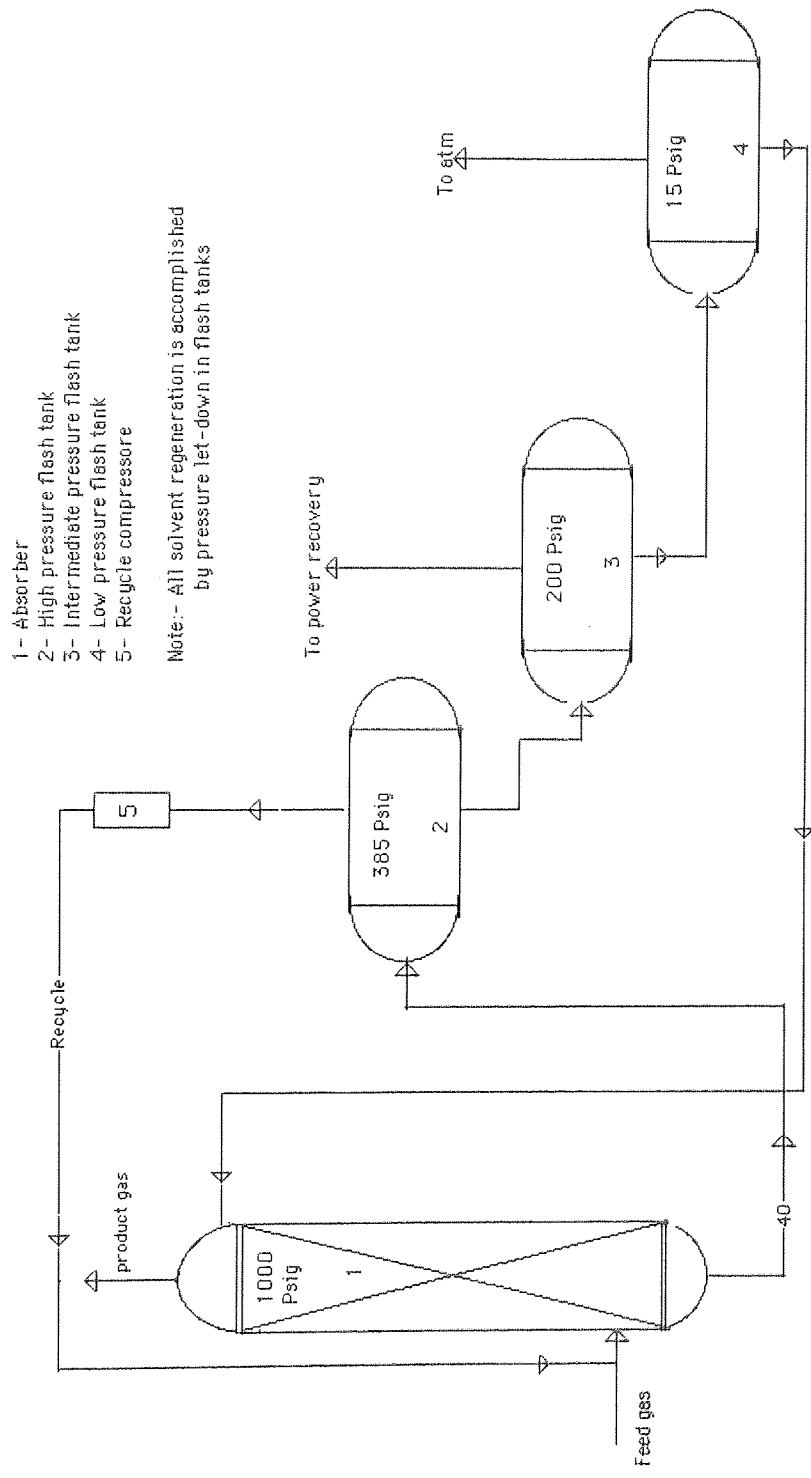 1- Absorber
2- High pressure flash tank
3- Intermediate pressure flash tank
4- Low pressure flash tank
5- Recycle compressore
Note:- All solvent regeneration is accomplished
by pressure let-down in flash tanks
Recycle
5
product gas
To power recovery
To atm
1000
Psig
1
385 Psig
2
200 Psig
3
15 Psig
4
Feed gas
40